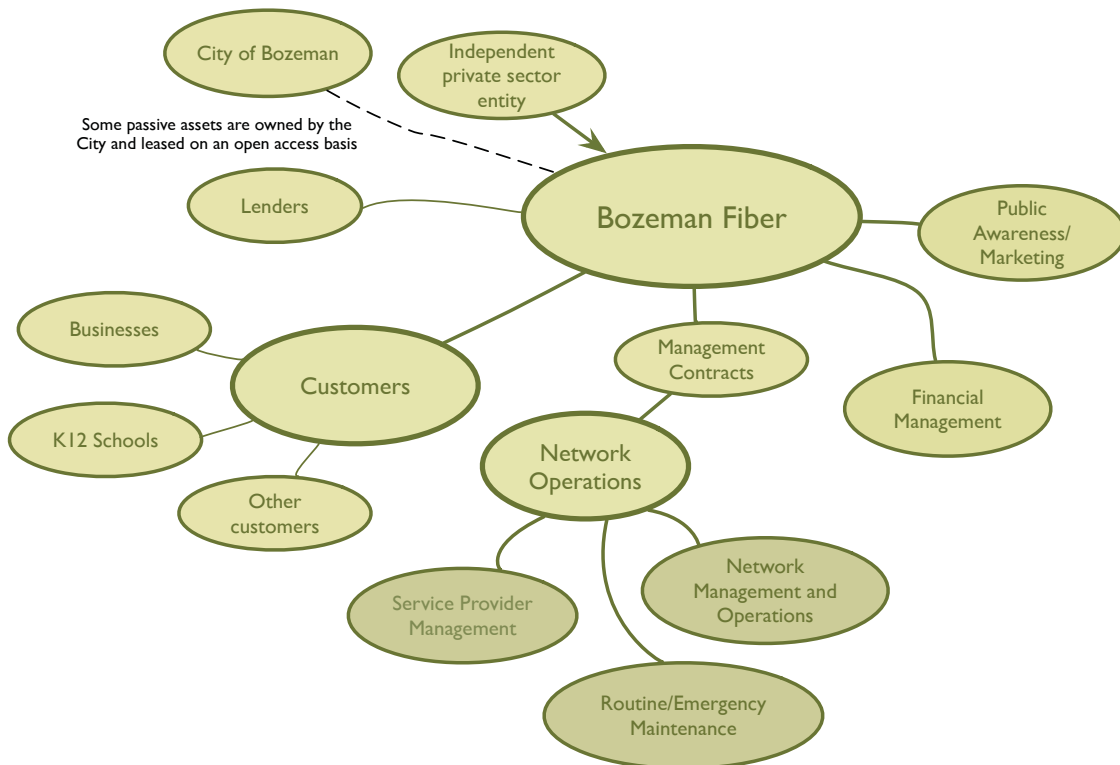 City of Bozeman
Independent
private sector
entity
Some passive assets are owned by the
City and leased on an open access basis
Lenders
Bozeman Fiber
Public
Awareness/
Marketing
Businesses
Customers
Management
Contracts
Financial
Management
K12 Schools
Network
Operations
Other
customers
Service Provider
Management
Network
Management and
Operations
Routine/Emergency
Maintenance